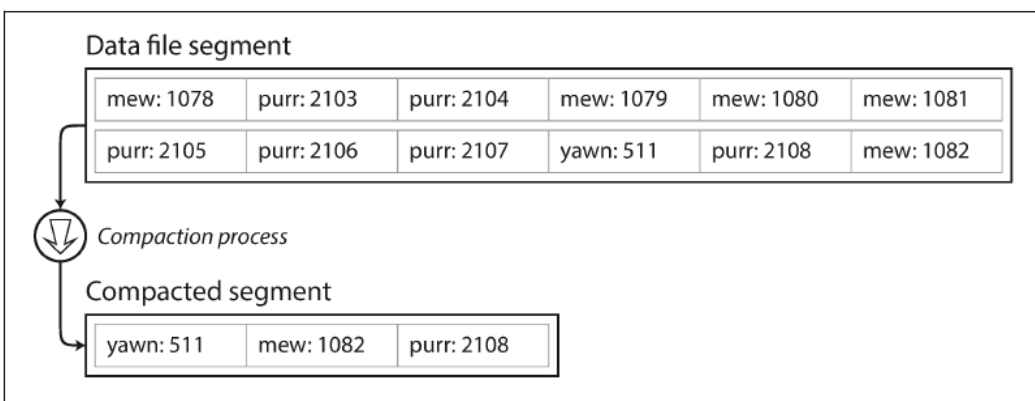 Data file segment
mew: 1078 purr: 2103 purr: 2104 mew: 1079 mew: 1080 mew: 1081
purr: 2105 purr: 2106 purr: 2107 yawn: 511 purr: 2108 mew: 1082
Compaction process
Compacted segment
yawn: 511 mew: 1082 purr: 2108